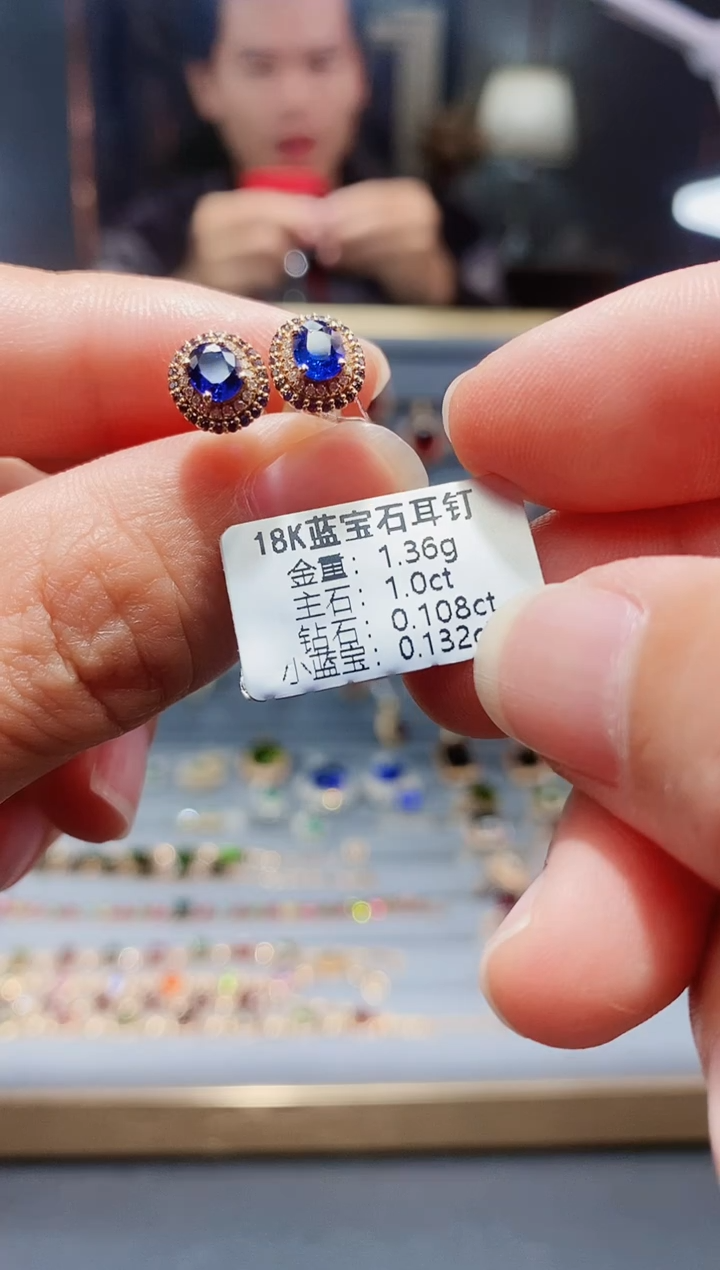 18K蓝宝石耳钉
金重： 1.36g
主石： 1.0ct
钻石： 0.108ct
小蓝宝： 0.132c